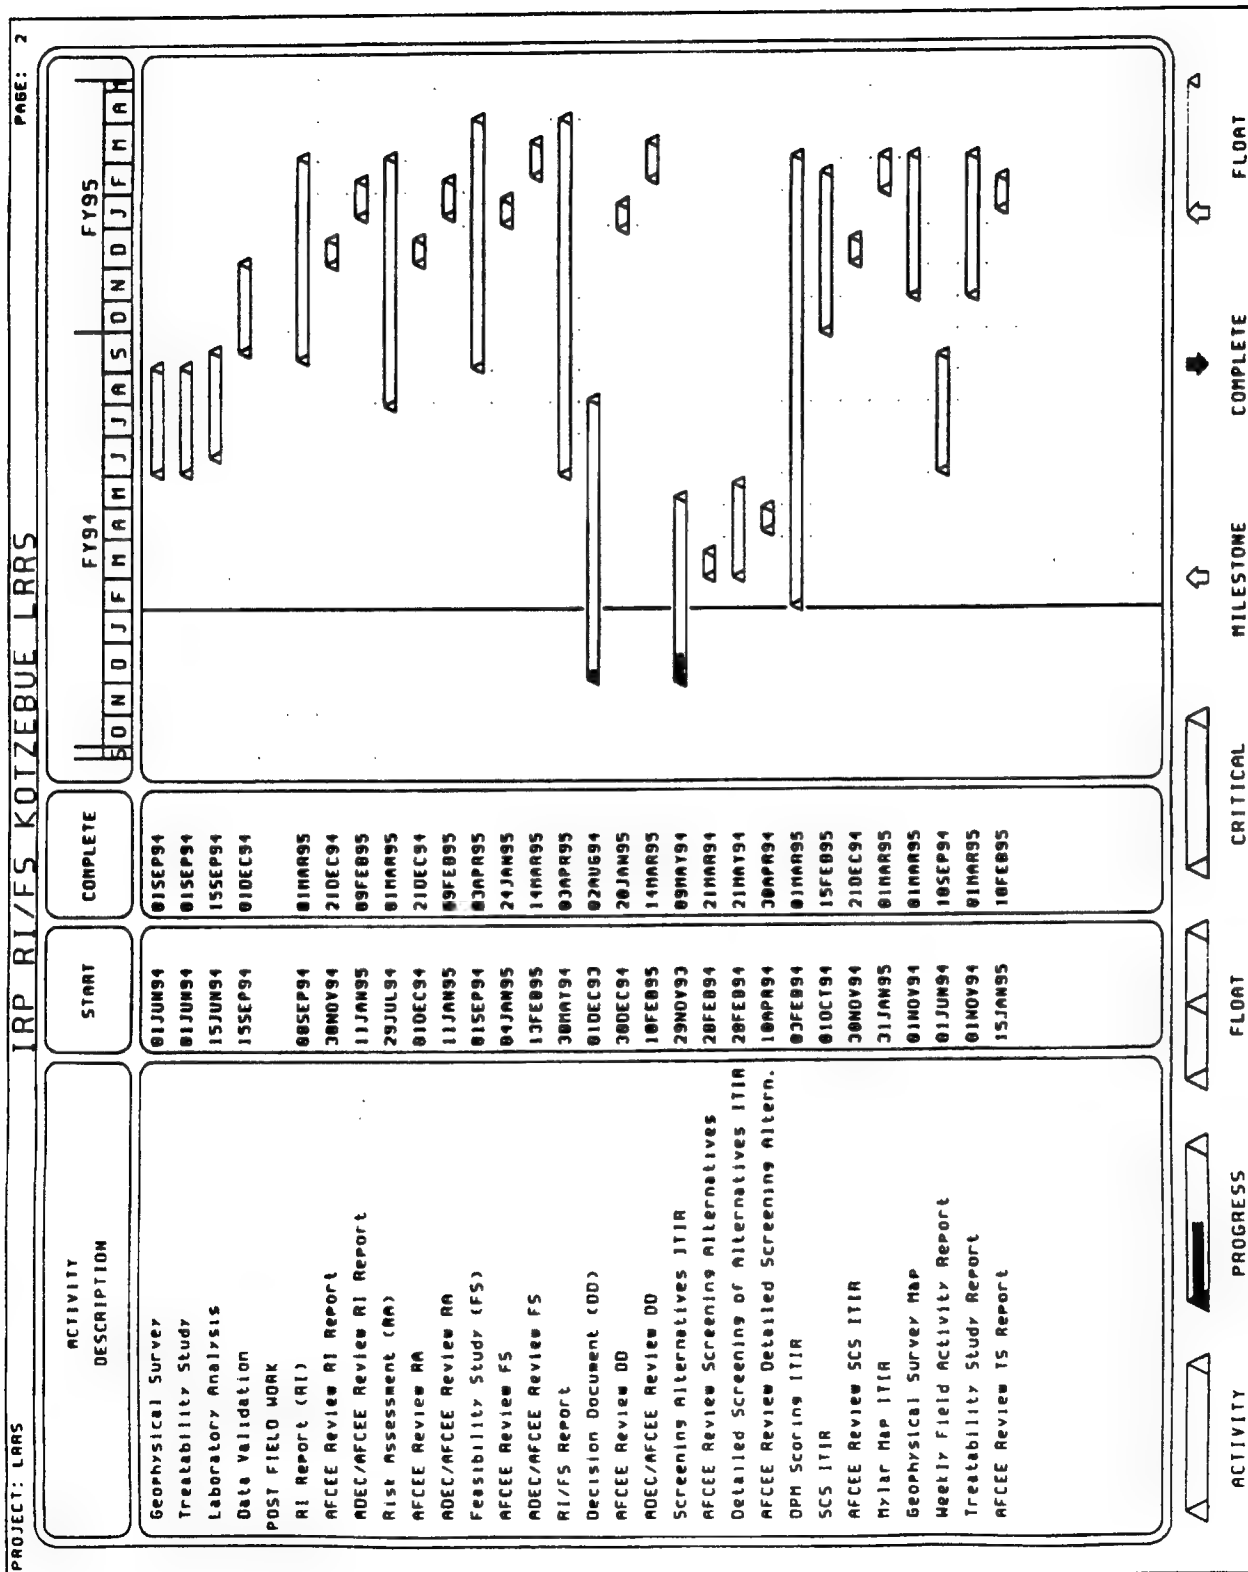 PROJECT: LRRS IRP RI/FS KOTZEBUE LRRS PAGE: 2
ACTIVITY DESCRIPTION START COMPLETE FY94 FY95
S O N D J F M A M J J A S O N D J F M A M
Geophysical Survey 01JUN94 01SEP94
Treatability Study 01JUN94 01SEP94
Laboratory Analysis 15JUN94 15SEP94
Data Validation 15SEP94 01DEC94
POST FIELD WORK
RI Report (RI) 08SEP94 01MAR95
AFCEE Review RI Report 30NOV94 21DEC94
ADEC/AFCEE Review RI Report 11JAN95 09FEB95
Risk Assessment (RA) 29JUL94 01MAR95
AFCEE Review RA 01DEC94 21DEC94
ADEC/AFCEE Review RA 11JAN95 09FEB95
Feasibility Study (FS) 01SEP94 03APR95
AFCEE Review FS 04JAN95 24JAN95
ADEC/AFCEE Review FS 13FEB95 14MAR95
RI/FS Report 30MAY94 03APR95
Decision Document (DD) 01DEC93 02AUG94
AFCEE Review DD 30DEC94 20JAN95
ADEC/AFCEE Review DD 10FEB95 14MAR95
Screening Alternatives ITIR 29NOV93 09MAY94
AFCEE Review Screening Alternatives 28FEB94 21MAR94
Detailed Screening of Alternatives ITIR 28FEB94 21MAY94
AFCEE Review Detailed Screening Altern. 10APR94 30APR94
DPM Scoring ITIR 03FEB94 01MAR95
SCS ITIR 01OCT94 15FEB95
AFCEE Review SCS ITIR 30NOV94 21DEC94
Mylar Map ITIR 31JAN95 01MAR95
Geophysical Survey Map 01NOV94 01MAR95
Weekly Field Activity Report 01JUN94 10SEP94
Treatability Study Report 01NOV94 01MAR95
AFCEE Review TS Report 15JAN95 10FEB95
ACTIVITY PROGRESS FLOAT CRITICAL MILESTONE COMPLETE FLOAT